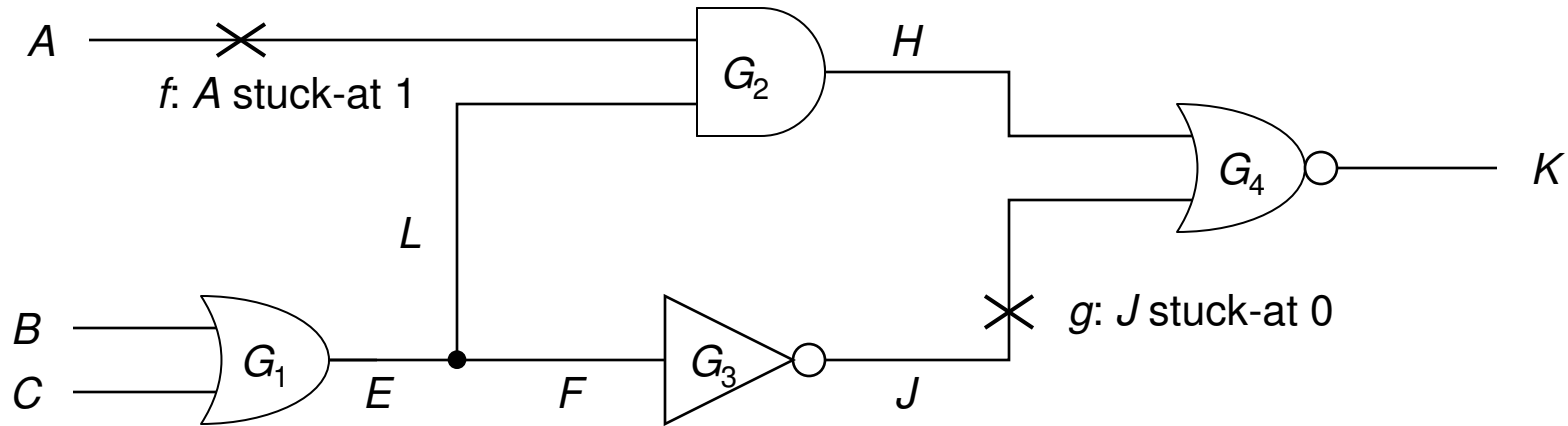 A
H
G2
f: A stuck-at 1
G4
K
L
B
g: J stuck-at 0
G1
G3
C
E
F
J